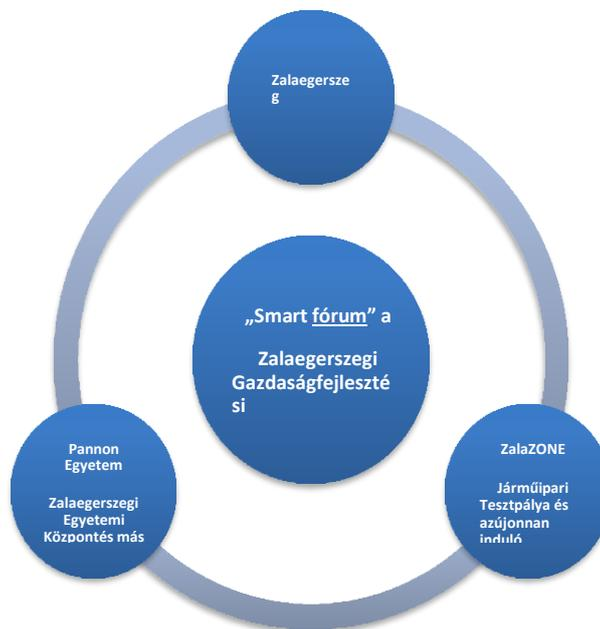 Zalaegersze
g
„Smart fórum” a
Zalaegerszegi
Gazdaságfejleszté
si
Pannon
Egyetem
Zalaegerszegi
Egyetemi
Központés más
ZalaZONE
Járműipari
Tesztpálya és
azújonnan
induló